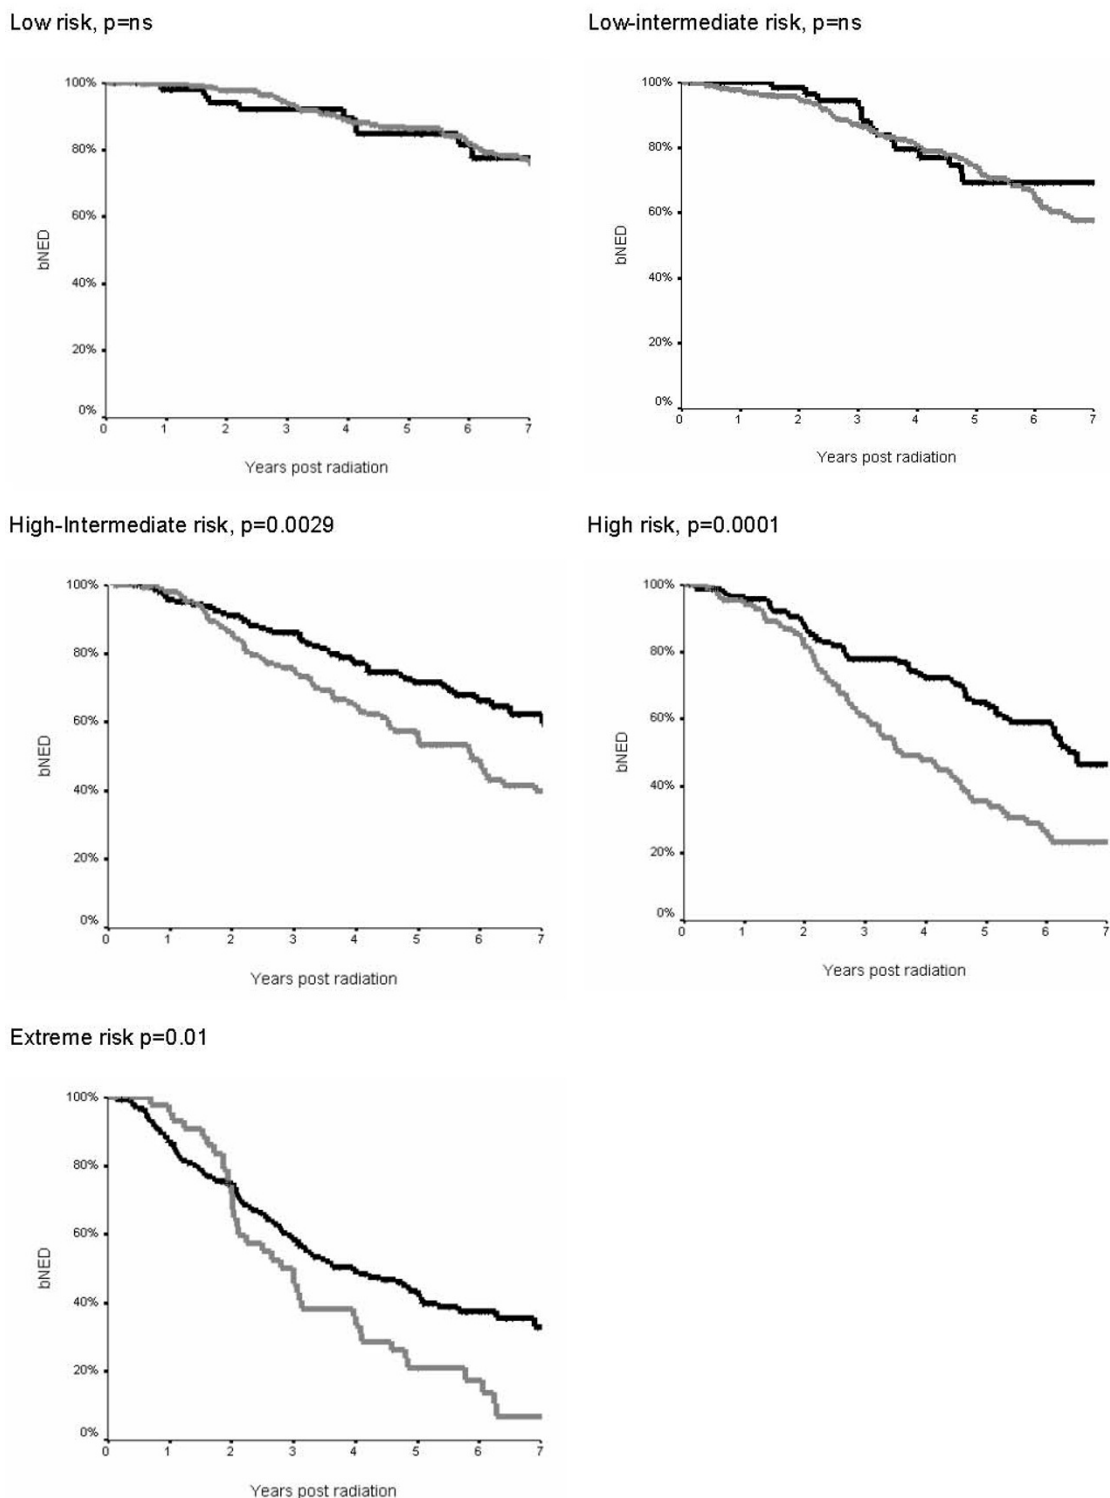 Low risk, p=ns
100%
80%
60%
40%
20%
0%
bNED
0 1 2 3 4 5 6 7
Years post radiation
Low-intermediate risk, p=ns
100%
80%
60%
40%
20%
0%
bNED
0 1 2 3 4 5 6 7
Years post radiation
High-Intermediate risk, p=0.0029
100%
80%
60%
40%
20%
0%
bNED
0 1 2 3 4 5 6 7
Years post radiation
High risk, p=0.0001
100%
80%
60%
40%
20%
0%
bNED
0 1 2 3 4 5 6 7
Years post radiation
Extreme risk p=0.01
100%
80%
60%
40%
20%
0%
bNED
0 1 2 3 4 5 6 7
Years post radiation